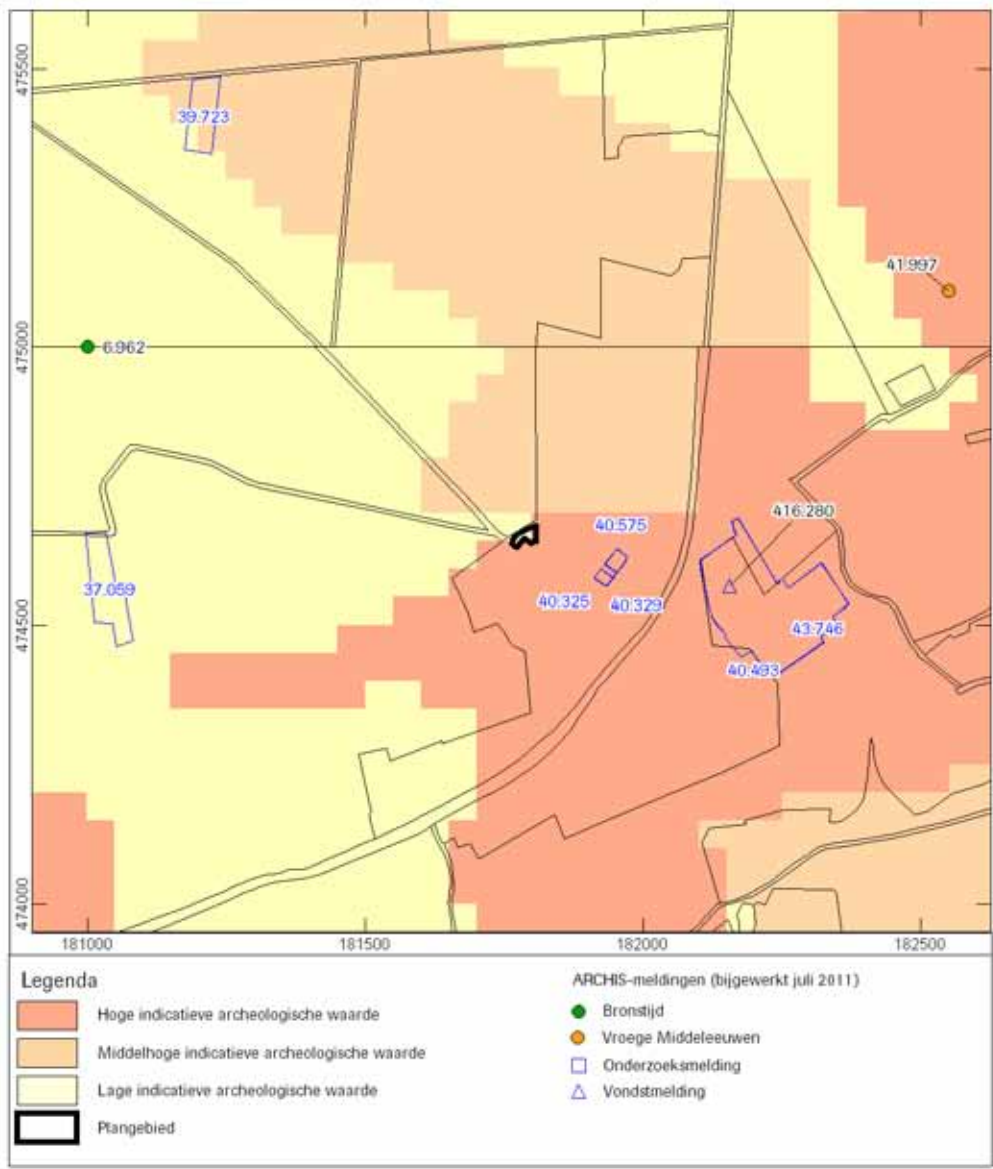 475500
39.723
41.997
475000
6.962
416.280
40.575
37.059
40.325
40.329
474500
43.746
40.493
474000
181000
181500
182000
182500
Legenda
Hoge indicatieve archeologische waarde
Middelhoge indicatieve archeologische waarde
Lage indicatieve archeologische waarde
Plangebied
ARCHIS-meldingen (bijgewerkt juli 2011)
Bronstijd
Vroege Middeleeuwen
Onderzoeksmelding
Vondstmelding